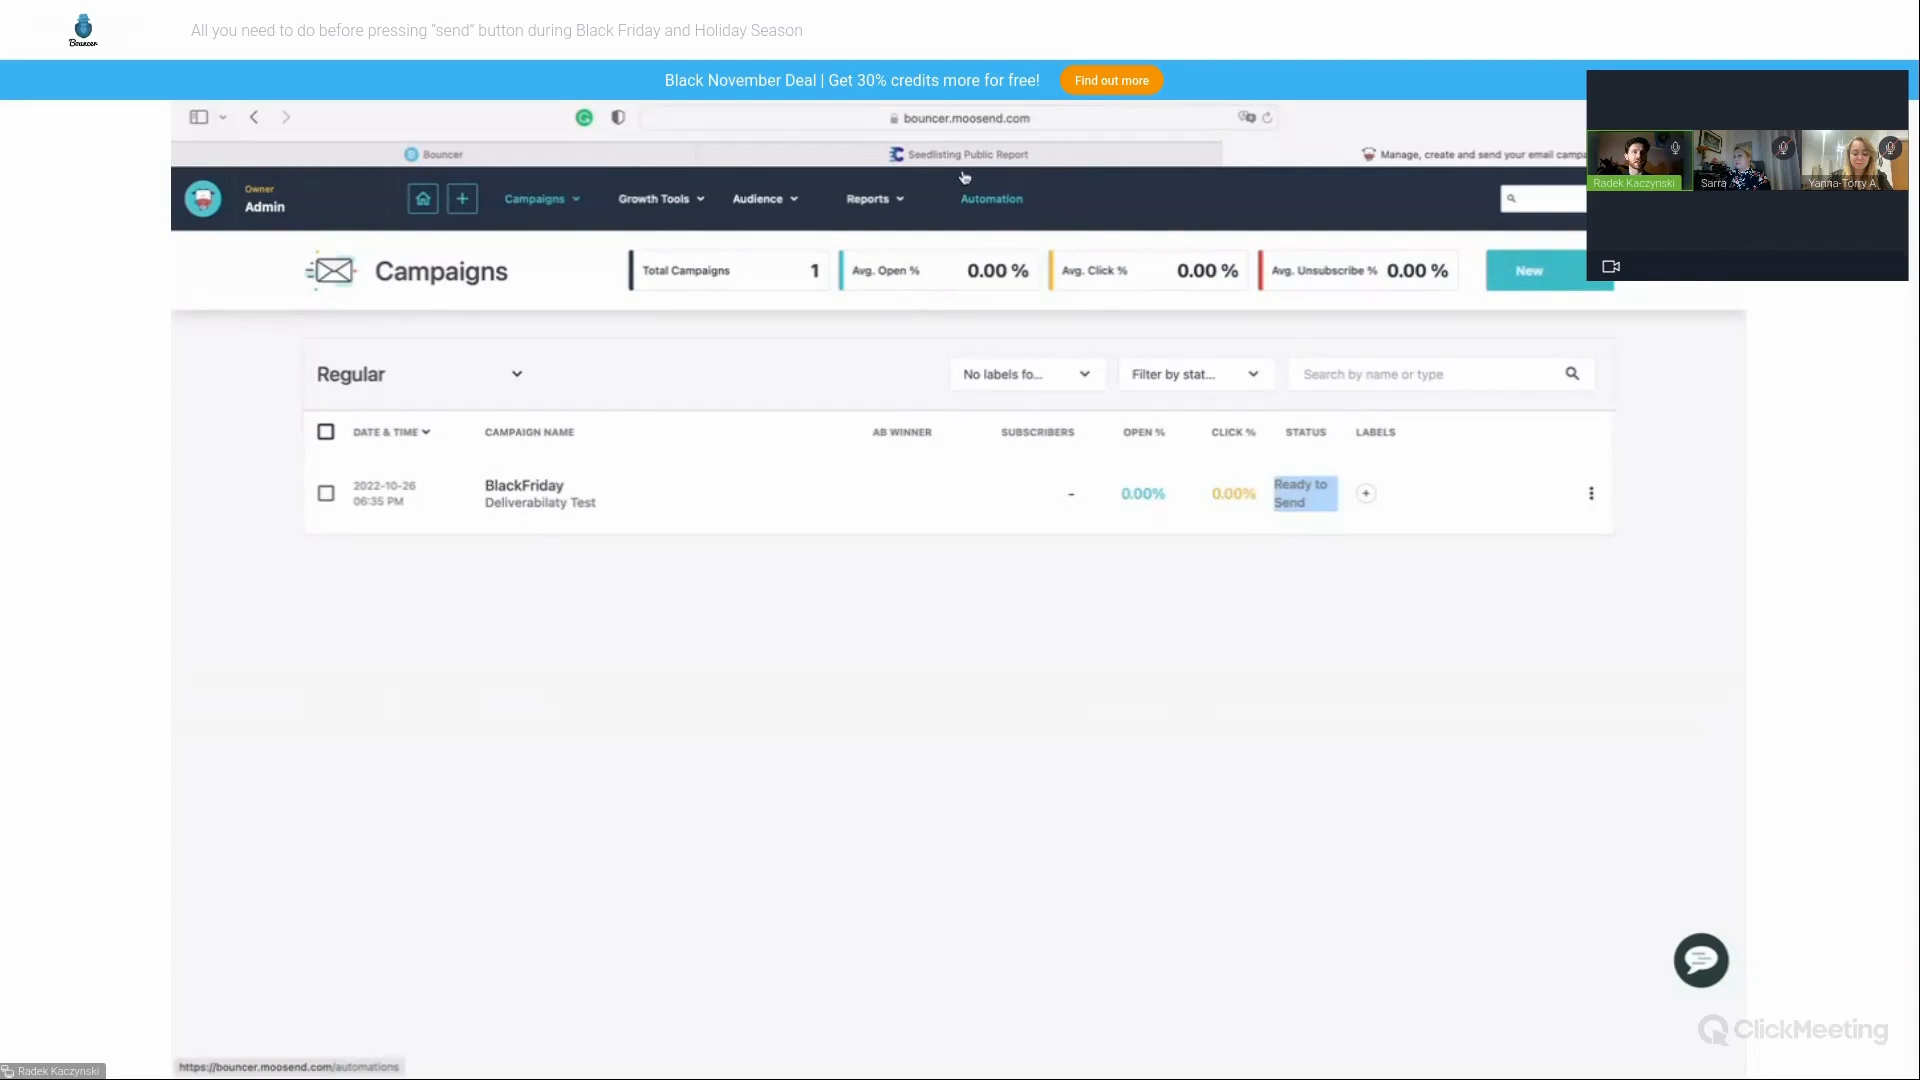 Bouncer
All you need to do before pressing “send” button during Black Friday and Holiday Season
Black November Deal | Get 30% credits more for free!
Find out more
bouncer.moosend.com
Bouncer
Seedlisting Public Report
Manage, create and send your email campa
Owner
Admin
Campaigns
Growth Tools
Audience
Reports
Automation
Radek Kaczynski
Sarra
Yanna-Torry A
Campaigns
Total Campaigns
1
Avg. Open %
0.00 %
Avg. Click %
0.00 %
Avg. Unsubscribe %
0.00 %
New
Regular
No labels fo...
Filter by stat...
Search by name or type
DATE & TIME
CAMPAIGN NAME
AB WINNER
SUBSCRIBERS
OPEN %
CLICK %
STATUS
LABELS
2022-10-26
06:35 PM
BlackFriday
Deliverabilaty Test
-
0.00%
0.00%
Ready to
Send
ClickMeeting
https://bouncer.moosend.com/automations
Radek Kaczynski